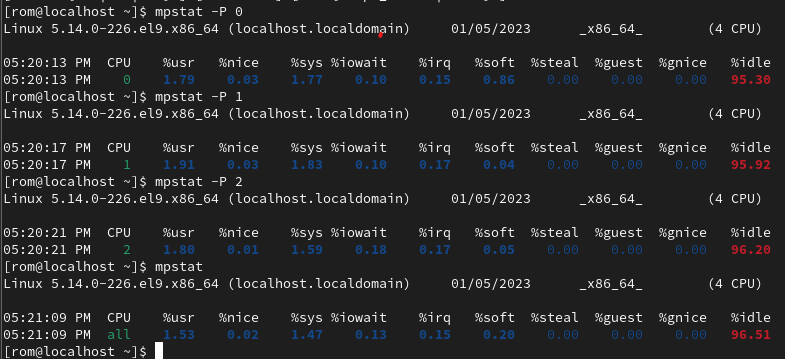 [rom@localhost ~]$ mpstat -P 0
Linux 5.14.0-226.el9.x86_64 (localhost.localdomain) 01/05/2023 _x86_64_ (4 CPU)
05:20:13 PM CPU %usr %nice %sys %iowait %irq %soft %steal %guest %gnice %idle
05:20:13 PM 0 1.79 0.03 1.77 0.10 0.15 0.86 0.00 0.00 0.00 95.30
[rom@localhost ~]$ mpstat -P 1
Linux 5.14.0-226.el9.x86_64 (localhost.localdomain) 01/05/2023 _x86_64_ (4 CPU)
05:20:17 PM CPU %usr %nice %sys %iowait %irq %soft %steal %guest %gnice %idle
05:20:17 PM 1 1.91 0.03 1.83 0.10 0.17 0.04 0.00 0.00 0.00 95.92
[rom@localhost ~]$ mpstat -P 2
Linux 5.14.0-226.el9.x86_64 (localhost.localdomain) 01/05/2023 _x86_64_ (4 CPU)
05:20:21 PM CPU %usr %nice %sys %iowait %irq %soft %steal %guest %gnice %idle
05:20:21 PM 2 1.80 0.01 1.59 0.18 0.17 0.05 0.00 0.00 0.00 96.20
[rom@localhost ~]$ mpstat
Linux 5.14.0-226.el9.x86_64 (localhost.localdomain) 01/05/2023 _x86_64_ (4 CPU)
05:21:09 PM CPU %usr %nice %sys %iowait %irq %soft %steal %guest %gnice %idle
05:21:09 PM all 1.53 0.02 1.47 0.13 0.15 0.20 0.00 0.00 0.00 96.51
[rom@localhost ~]$